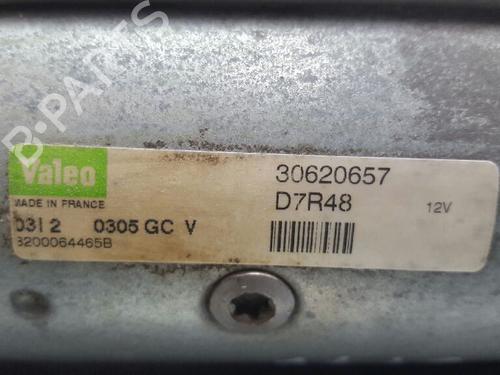 B-PARTS
Valeo
MADE IN FRANCE
30620657
D7R48
12V
0312 0305 GC V
8200064465B